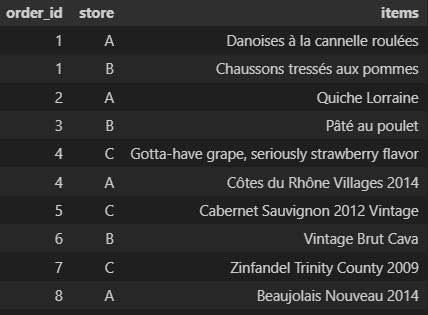 order_id store items
1 A Danoises à la cannelle roulées
1 B Chaussons tressés aux pommes
2 A Quiche Lorraine
3 B Pâté au poulet
4 C Gotta-have grape, seriously strawberry flavor
4 A Côtes du Rhône Villages 2014
5 C Cabernet Sauvignon 2012 Vintage
6 B Vintage Brut Cava
7 C Zinfandel Trinity County 2009
8 A Beaujolais Nouveau 2014